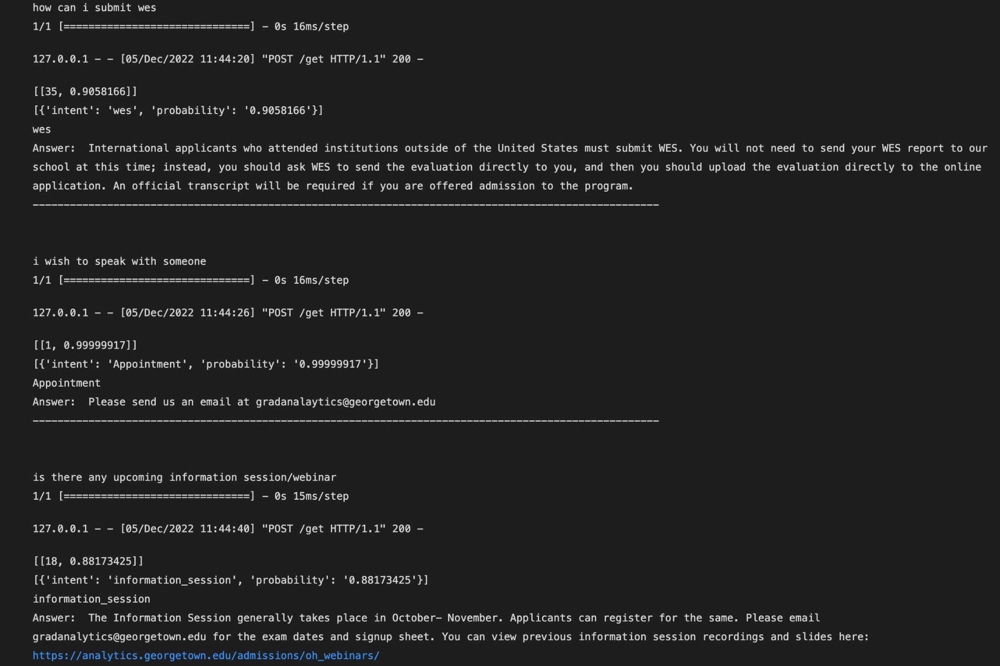 how can i submit wes
1/1 [==============================] - 0s 16ms/step
127.0.0.1 - - [05/Dec/2022 11:44:20] "POST /get HTTP/1.1" 200 -
[[35, 0.9058166]]
[{'intent': 'wes', 'probability': '0.9058166'}]
wes
Answer:  International applicants who attended institutions outside of the United States must submit WES. You will not need to send your WES report to our
school at this time; instead, you should ask WES to send the evaluation directly to you, and then you should upload the evaluation directly to the online
application. An official transcript will be required if you are offered admission to the program.
-----------------------------------------------------------------------------------------------------
i wish to speak with someone
1/1 [==============================] - 0s 16ms/step
127.0.0.1 - - [05/Dec/2022 11:44:26] "POST /get HTTP/1.1" 200 -
[[1, 0.99999917]]
[{'intent': 'Appointment', 'probability': '0.99999917'}]
Appointment
Answer:  Please send us an email at gradanalaytics@georgetown.edu
-----------------------------------------------------------------------------------------------------
is there any upcoming information session/webinar
1/1 [==============================] - 0s 15ms/step
127.0.0.1 - - [05/Dec/2022 11:44:40] "POST /get HTTP/1.1" 200 -
[[18, 0.88173425]]
[{'intent': 'information_session', 'probability': '0.88173425'}]
information_session
Answer:  The Information Session generally takes place in October- November. Applicants can register for the same. Please email
gradanalytics@georgetown.edu for the exam dates and signup sheet. You can view previous information session recordings and slides here:
https://analytics.georgetown.edu/admissions/oh_webinars/